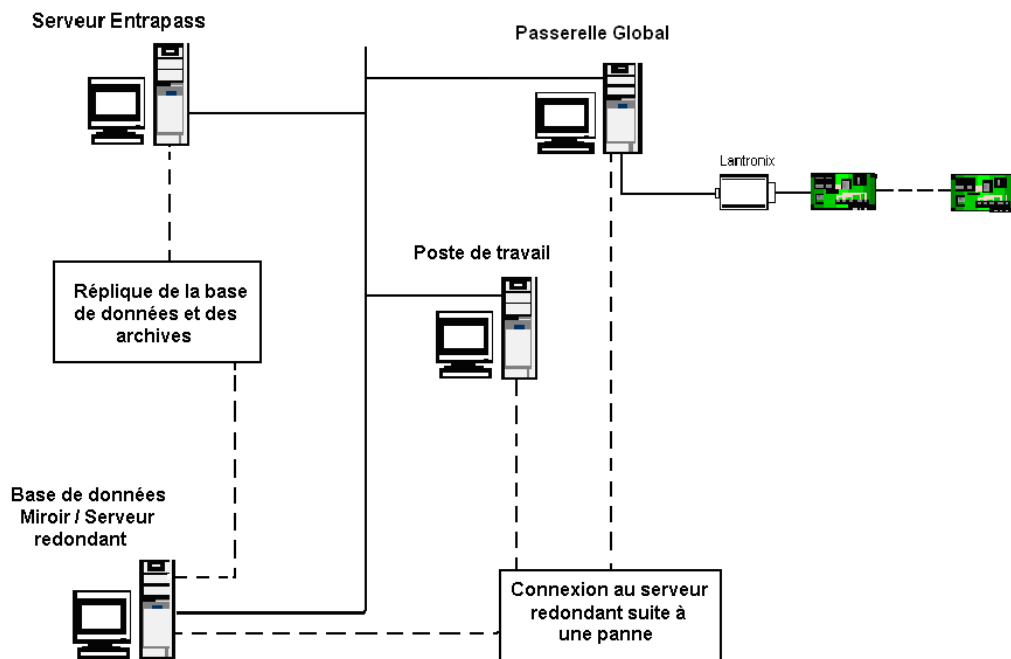 Serveur Entrapass
Passerelle Global
Lantronix
Poste de travail
Réplique de la base
de données et des
archives
Base de données
Miroir / Serveur
redondant
Connexion au serveur
redondant suite à
une panne